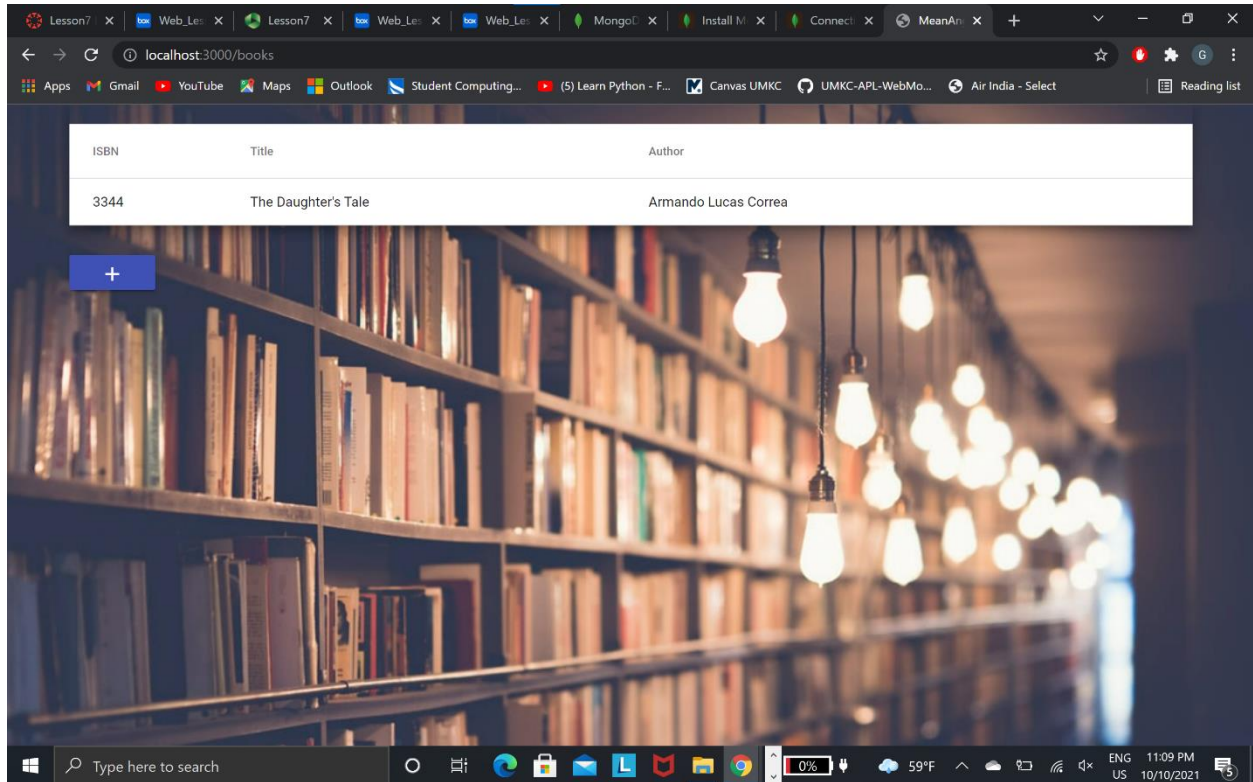 Lesson7
Web_Les
Lesson7
Web_Les
Web_Les
MongoD
Install M
Connecti
MeanAn
localhost:3000/books
G
Apps
Gmail
YouTube
Maps
Outlook
Student Computing...
(5) Learn Python - F...
Canvas UMKC
UMKC-APL-WebMo...
Air India - Select
Reading list
ISBN Title Author
3344 The Daughter's Tale Armando Lucas Correa
+
Type here to search
L
0%
59°F
ENG
US
11:09 PM
10/10/2021
5